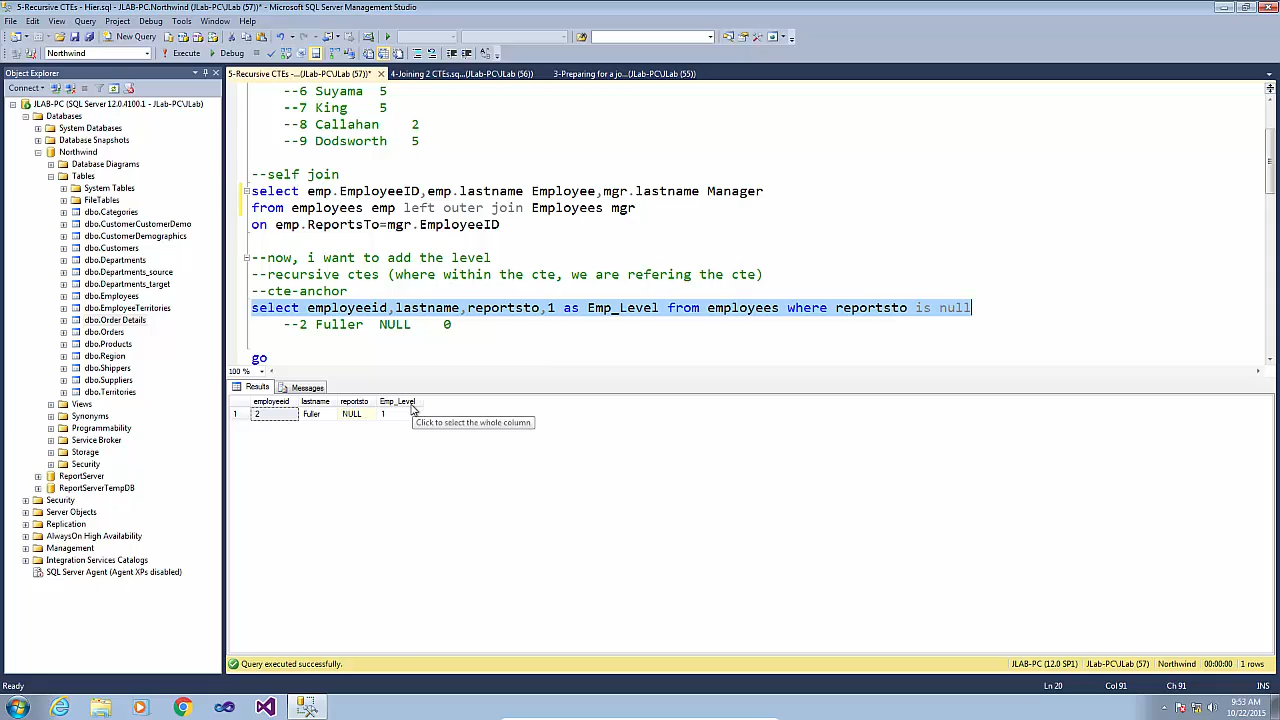 5-Recursive CTEs - Hier.sql - JLAB-PC.Northwind (JLab-PC\JLab (57))* - Microsoft SQL Server Management Studio
File Edit View Query Project Debug Tools Window Help
New Query
Northwind Execute Debug
Object Explorer
5-Recursive CTEs -...(JLab-PC\JLab (57))* 4-Joining 2 CTEs.sq...(JLab-PC\JLab (56)) 3-Preparing for a jo...(JLab-PC\JLab (55))
Connect
JLAB-PC (SQL Server 12.0.4100.1 - JLab-PC\JLab)
Databases
System Databases
Database Snapshots
Northwind
Database Diagrams
Tables
System Tables
FileTables
dbo.Categories
dbo.CustomerCustomerDemo
dbo.CustomerDemographics
dbo.Customers
dbo.Departments
dbo.Departments_source
dbo.Departments_target
dbo.Employees
dbo.EmployeeTerritories
dbo.Order Details
dbo.Orders
dbo.Products
dbo.Region
dbo.Shippers
dbo.Suppliers
dbo.Territories
Views
Synonyms
Programmability
Service Broker
Storage
Security
ReportServer
ReportServerTempDB
Security
Server Objects
Replication
AlwaysOn High Availability
Management
Integration Services Catalogs
SQL Server Agent (Agent XPs disabled)
--6 Suyama 5
--7 King 5
--8 Callahan 2
--9 Dodsworth 5
--self join
select emp.EmployeeID,emp.lastname Employee,mgr.lastname Manager
from employees emp left outer join Employees mgr
on emp.ReportsTo=mgr.EmployeeID
--now, i want to add the level
--recursive ctes (where within the cte, we are refering the cte)
--cte-anchor
select employeeid,lastname,reportsto,1 as Emp_Level from employees where reportsto is null
--2 Fuller NULL 0
go
100 %
Results Messages
employeeid lastname reportsto Emp_Level
1 2 Fuller NULL 1
Click to select the whole column
Query executed successfully. JLAB-PC (12.0 SP1) JLab-PC\JLab (57) Northwind 00:00:00 1 rows
Ready Ln 20 Col 91 Ch 91 INS
9:53 AM
10/22/2015